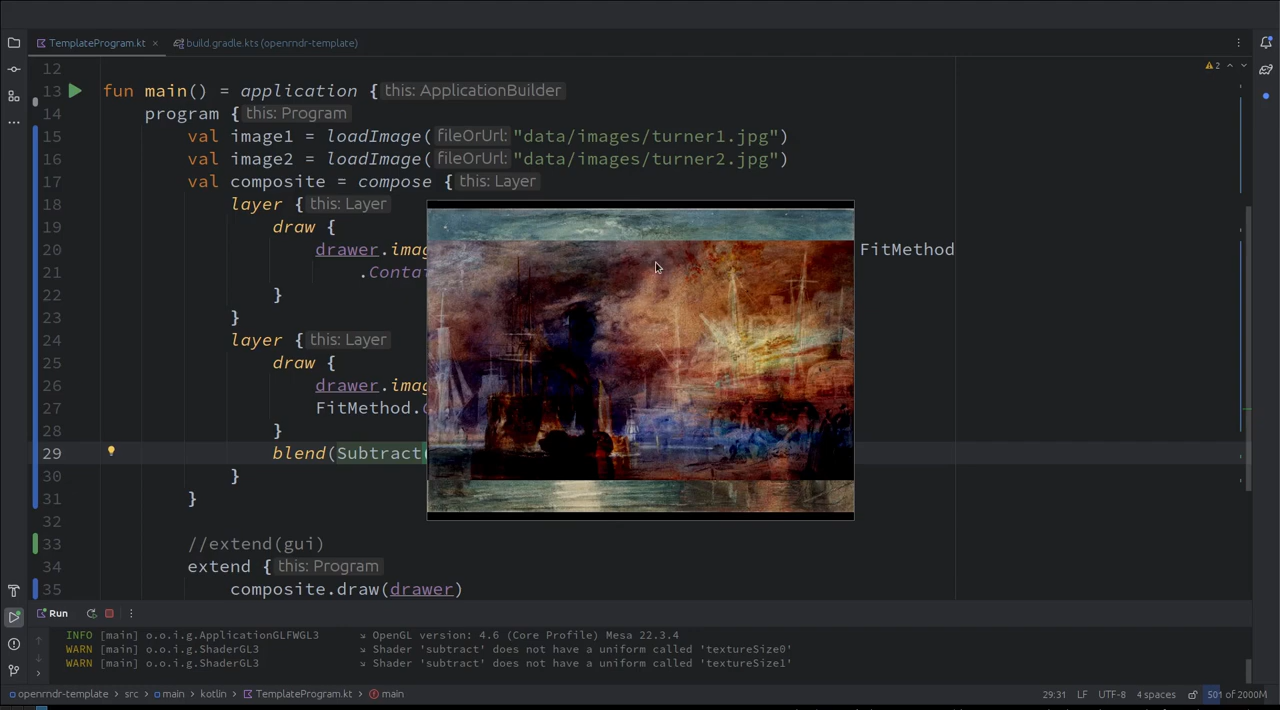 TemplateProgram.kt ×
build.gradle.kts (openrndr-template)
2
12
13 fun main() = application { this: ApplicationBuilder
14 program { this: Program
15 val image1 = loadImage( fileOrUrl: "data/images/turner1.jpg")
16 val image2 = loadImage( fileOrUrl: "data/images/turner2.jpg")
17 val composite = compose { this: Layer
18 layer { this: Layer
19 draw {
20 drawer.imag FitMethod
21 .Conta
22 }
23 }
24 layer { this: Layer
25 draw {
26 drawer.imag
27 FitMethod.
28 }
29 blend(Subtract(
30 }
31 }
32
33 //extend(gui)
34 extend { this: Program
35 composite.draw(drawer)
Run
INFO [main] o.o.i.g.ApplicationGLFWGL3 ↘ OpenGL version: 4.6 (Core Profile) Mesa 22.3.4
WARN [main] o.o.i.g.ShaderGL3 ↘ Shader 'subtract' does not have a uniform called 'textureSize0'
WARN [main] o.o.i.g.ShaderGL3 ↘ Shader 'subtract' does not have a uniform called 'textureSize1'
openrndr-template > src > main > kotlin > TemplateProgram.kt > main 29:31 LF UTF-8 4 spaces 501 of 2000M